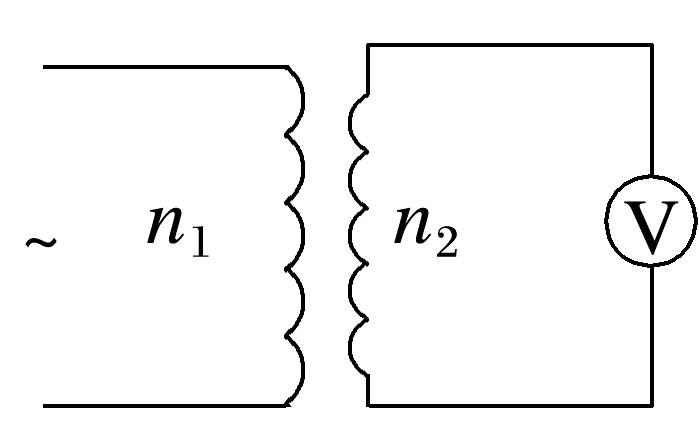 ~ n₁ n₂ V